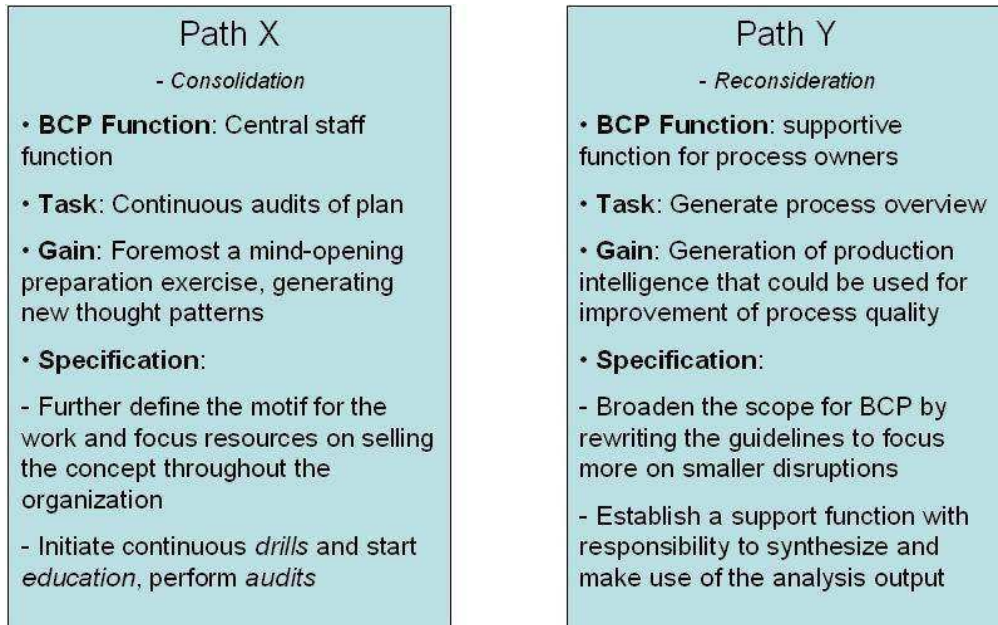 Path X
- Consolidation
• BCP Function: Central staff
function
• Task: Continuous audits of plan
• Gain: Foremost a mind-opening
preparation exercise, generating
new thought patterns
• Specification:
- Further define the motif for the
work and focus resources on selling
the concept throughout the
organization
- Initiate continuous drills and start
education, perform audits
Path Y
- Reconsideration
• BCP Function: supportive
function for process owners
• Task: Generate process overview
• Gain: Generation of production
intelligence that could be used for
improvement of process quality
• Specification:
- Broaden the scope for BCP by
rewriting the guidelines to focus
more on smaller disruptions
- Establish a support function with
responsibility to synthesize and
make use of the analysis output